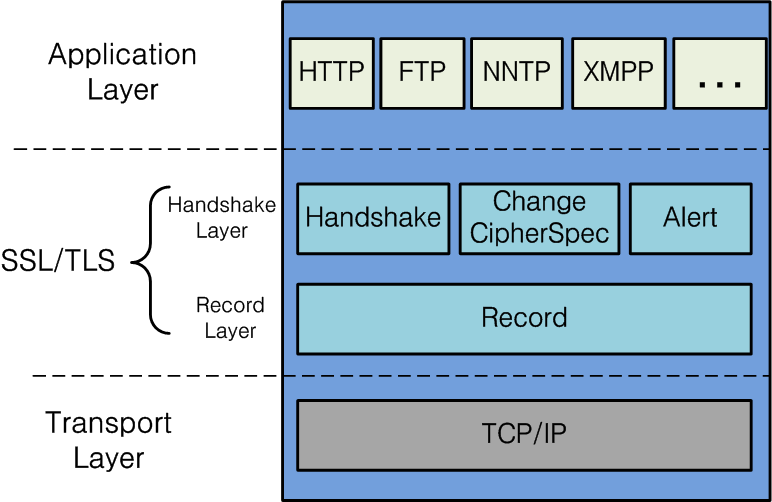 Application
Layer
HTTP
FTP
NNTP
XMPP
...
SSL/TLS
Handshake
Layer
Handshake
Change
CipherSpec
Alert
Record
Layer
Record
Transport
Layer
TCP/IP